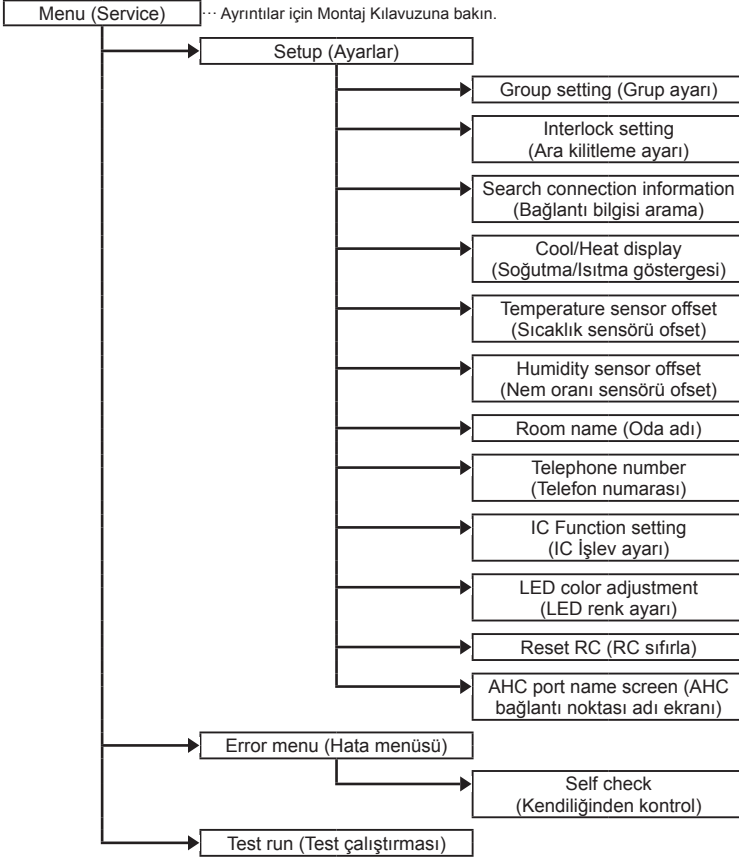 Menu (Service)
··· Ayrıntılar için Montaj Kılavuzuna bakın.
Setup (Ayarlar)
Group setting (Grup ayarı)
Interlock setting
(Ara kilitleme ayarı)
Search connection information
(Bağlantı bilgisi arama)
Cool/Heat display
(Soğutma/Isıtma göstergesi)
Temperature sensor offset
(Sıcaklık sensörü ofset)
Humidity sensor offset
(Nem oranı sensörü ofset)
Room name (Oda adı)
Telephone number
(Telefon numarası)
IC Function setting
(IC İşlev ayarı)
LED color adjustment
(LED renk ayarı)
Reset RC (RC sıfırla)
AHC port name screen (AHC
bağlantı noktası adı ekranı)
Error menu (Hata menüsü)
Self check
(Kendiliğinden kontrol)
Test run (Test çalıştırması)